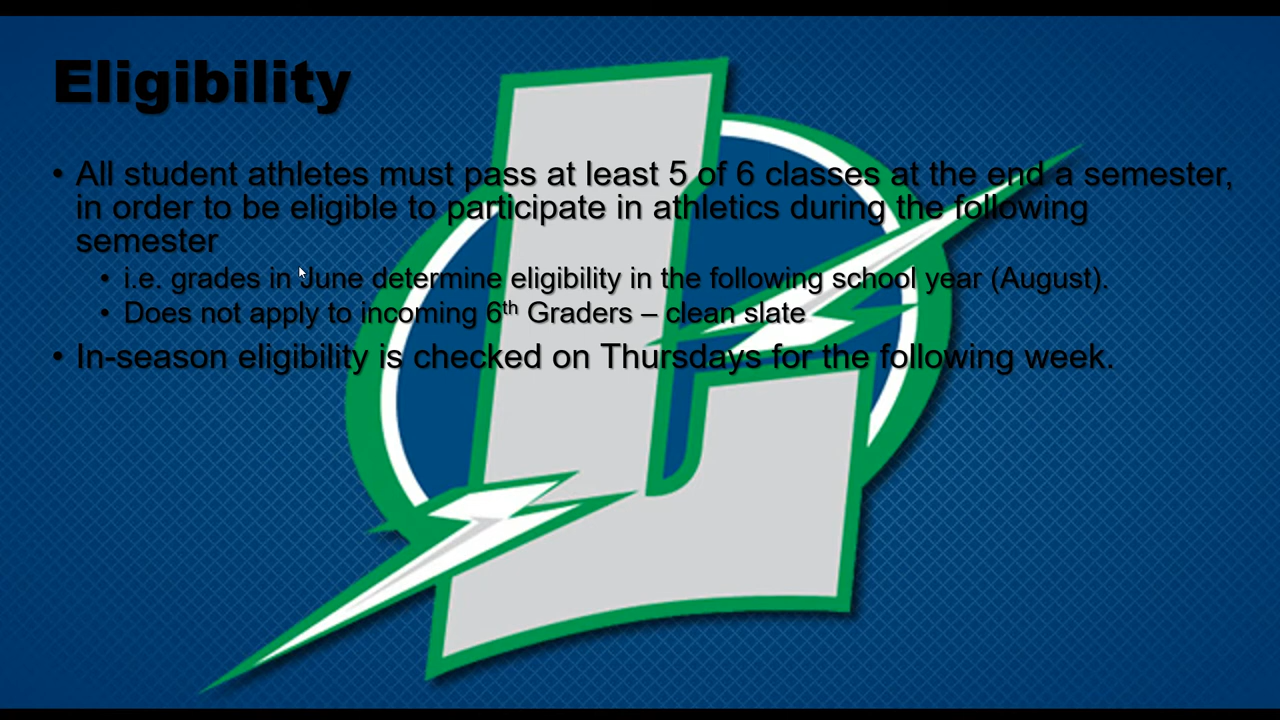 Eligibility
• All student athletes must pass at least 5 of 6 classes at the end a semester,
in order to be eligible to participate in athletics during the following
semester
• i.e. grades in June determine eligibility in the following school year (August).
• Does not apply to incoming 6th Graders – clean slate
• In-season eligibility is checked on Thursdays for the following week.
L